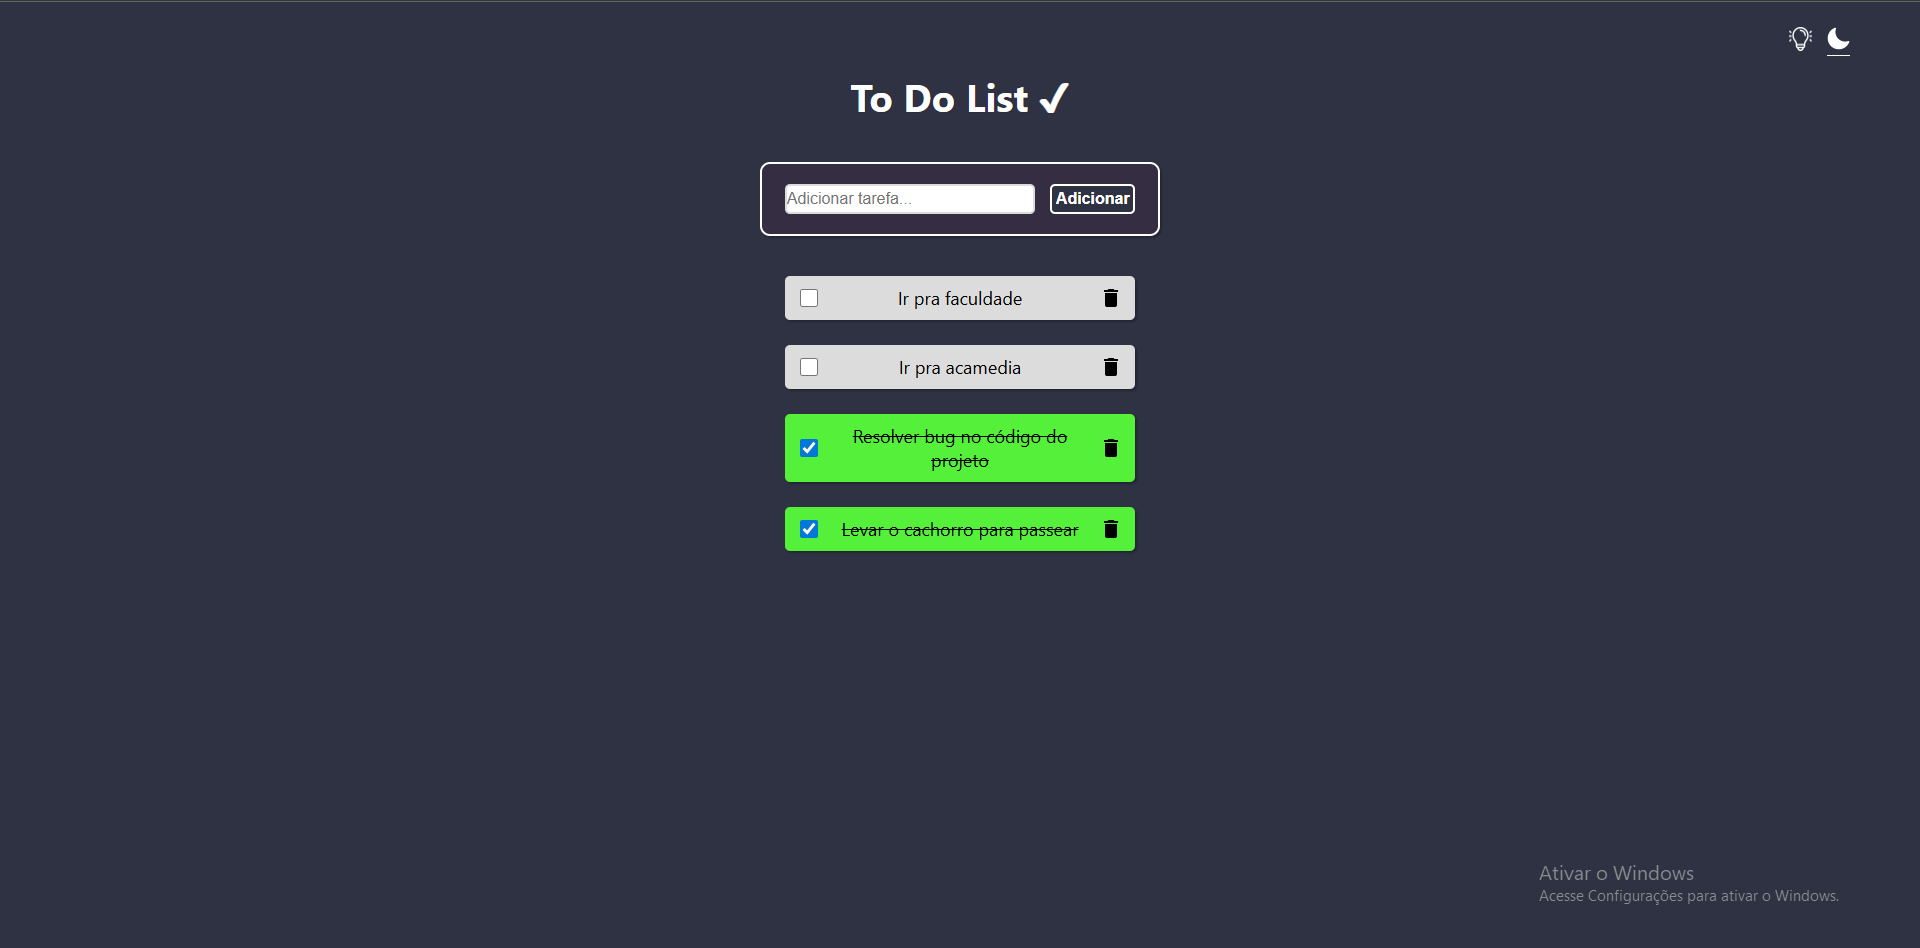 To Do List ✓
Adicionar tarefa...
Adicionar
Ir pra faculdade
Ir pra acamedia
Resolver bug no código do
projeto
Levar o cachorro para passear
Ativar o Windows
Acesse Configurações para ativar o Windows.